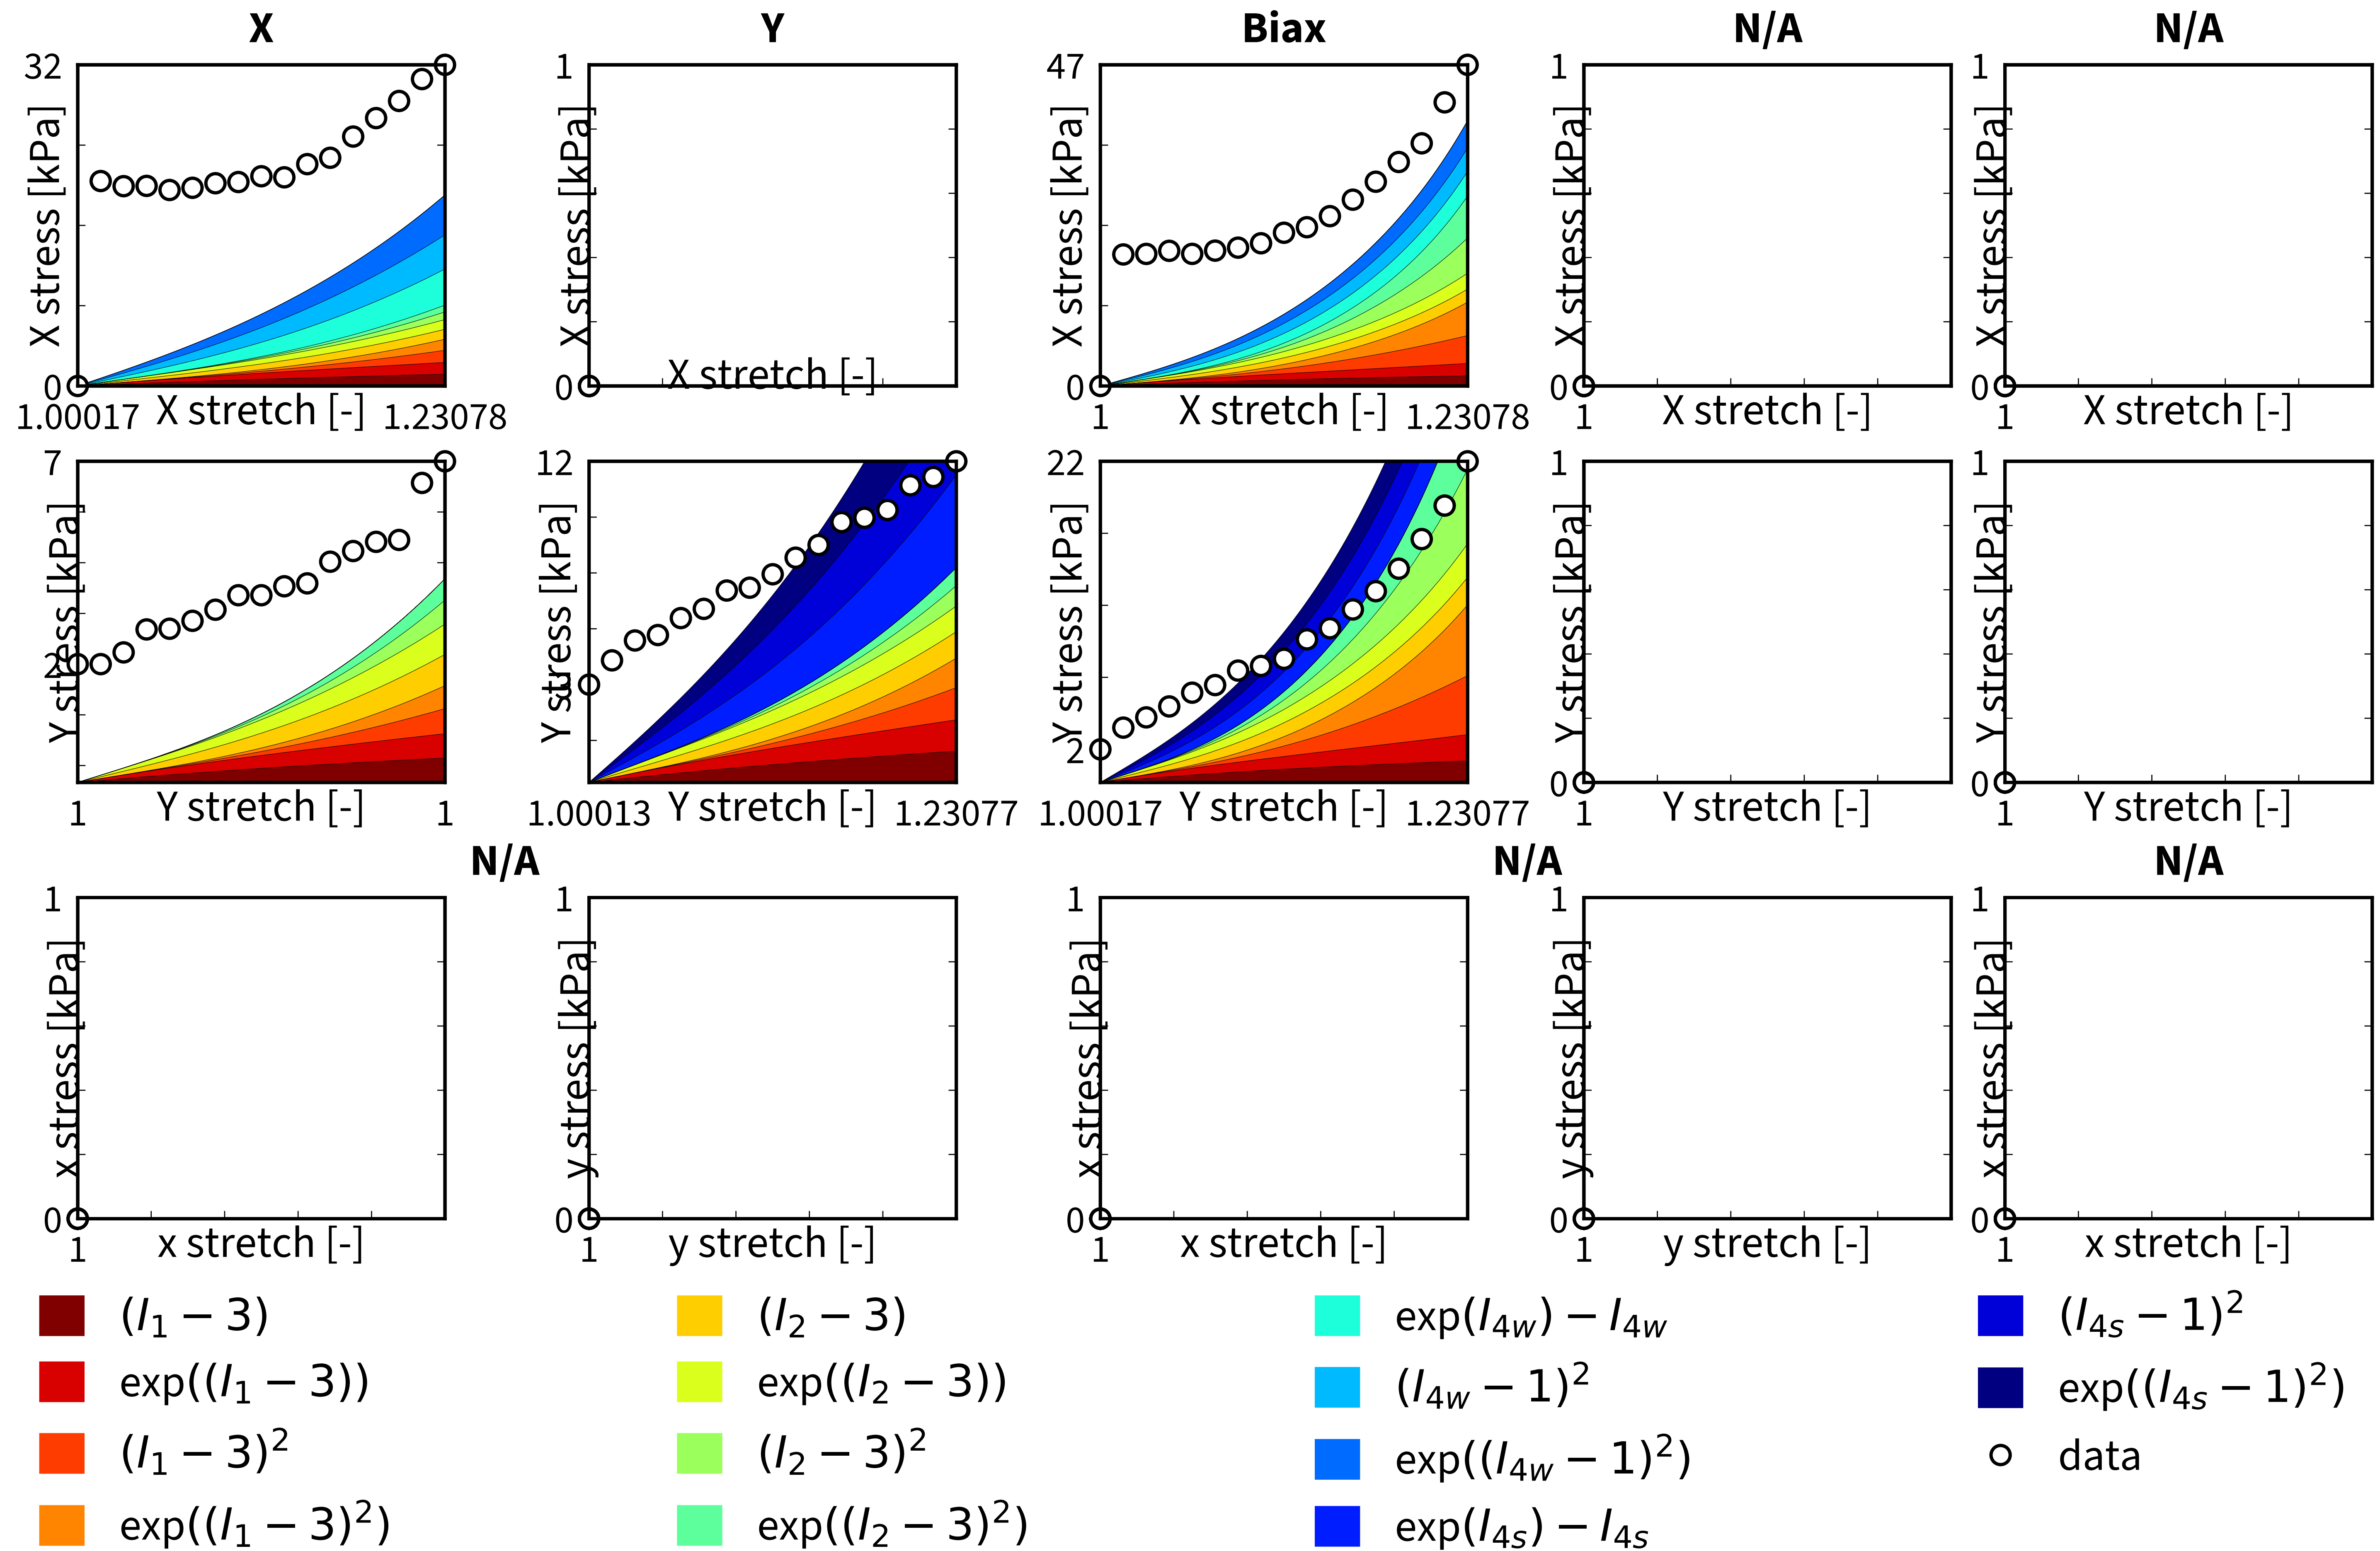 X Y Biax N/A N/A
32 1 47 1 1
X stress [kPa] X stress [kPa] X stress [kPa] X stress [kPa] X stress [kPa]
0 0 0 0 0
1.00017 X stretch [-] 1.23078 X stretch [-] 1 X stretch [-] 1.23078 1 X stretch [-] 1 X stretch [-]
7 12 22 1 1
Y stress [kPa] Y stress [kPa] Y stress [kPa] Y stress [kPa] Y stress [kPa]
2 3 2 0 0
1 Y stretch [-] 1 1.00013 Y stretch [-] 1.23077 1.00017 Y stretch [-] 1.23077 1 Y stretch [-] 1 Y stretch [-]
N/A N/A N/A
1 1 1 1 1
x stress [kPa] y stress [kPa] x stress [kPa] y stress [kPa] x stress [kPa]
0 0 0 0 0
1 x stretch [-] 1 y stretch [-] 1 x stretch [-] 1 y stretch [-] 1 x stretch [-]
(I₁ − 3) (I₂ − 3) exp(I₄w) − I₄w (I₄s − 1)²
exp((I₁ − 3)) exp((I₂ − 3)) (I₄w − 1)² exp((I₄s − 1)²)
(I₁ − 3)² (I₂ − 3)² exp((I₄w − 1)²) data
exp((I₁ − 3)²) exp((I₂ − 3)²) exp(I₄s) − I₄s